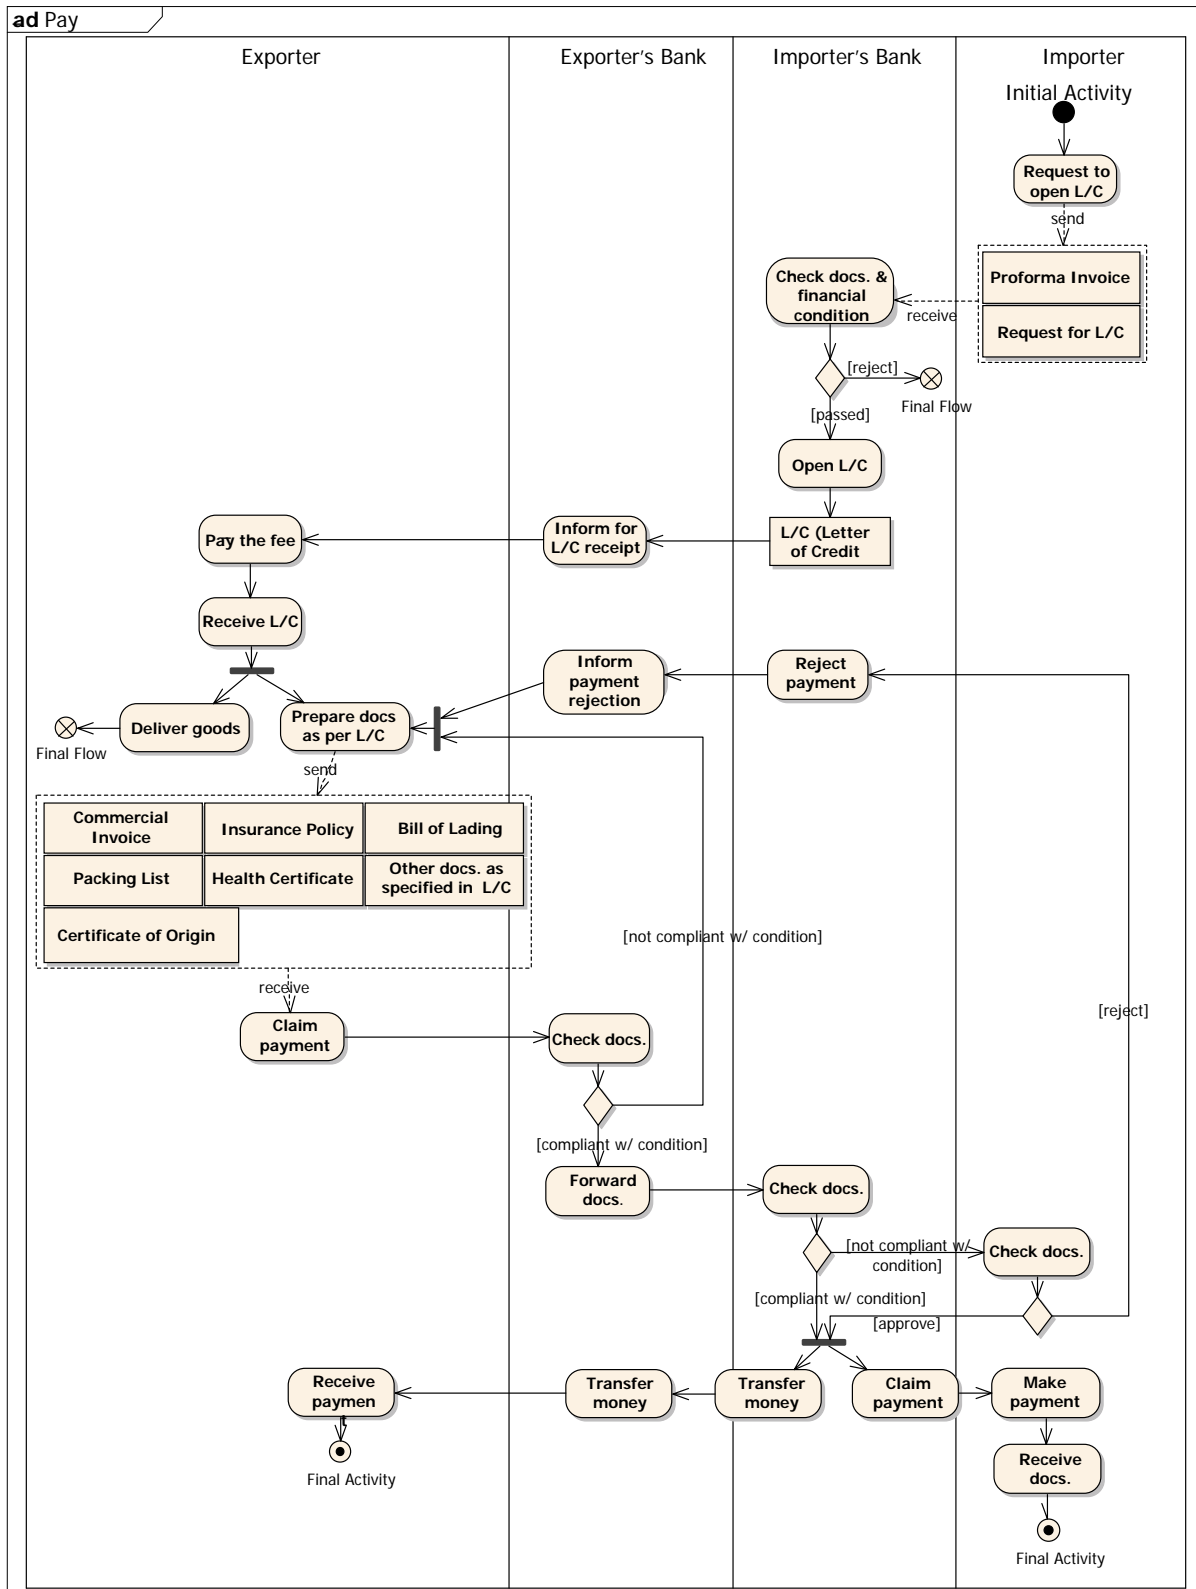 ad Pay
Exporter
Exporter's Bank
Importer's Bank
Importer
Initial Activity
Request to
open L/C
send
Proforma Invoice
Request for L/C
Check docs. &
financial
condition
receive
[reject]
Final Flow
[passed]
Open L/C
L/C (Letter
of Credit
Inform for
L/C receipt
Pay the fee
Receive L/C
Reject
payment
Inform
payment
rejection
Deliver goods
Final Flow
Prepare docs
as per L/C
send
Commercial
Invoice
Insurance Policy
Bill of Lading
Packing List
Health Certificate
Other docs. as
specified in L/C
Certificate of Origin
[not compliant w/ condition]
receive
[reject]
Claim
payment
Check docs.
[compliant w/ condition]
Forward
docs.
Check docs.
[not compliant w/
condition]
Check docs.
[compliant w/ condition]
[approve]
Receive
paymen
t
Transfer
money
Transfer
money
Claim
payment
Make
payment
Final Activity
Receive
docs.
Final Activity